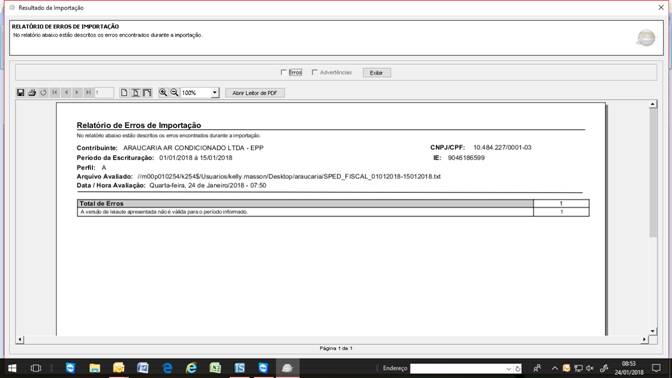 Resultado de Importação
RELATÓRIO DE ERROS DE IMPORTAÇÃO
No relatório abaixo estão descritos os erros encontrados durante a importação.
Erros Advertências Exibir
1 100% Abrir Leitor de PDF
Relatório de Erros de Importação
No relatório abaixo estão descritos os erros encontrados durante a importação.
Contribuinte: ARAUCARIA AR CONDICIONADO LTDA - EPP CNPJ/CPF: 10.484.227/0001-03
Período da Escrituração: 01/01/2018 à 15/01/2018 IE: 9046186599
Perfil: A
Arquivo Avaliado: //m00p010254/k254$/Usuarios/kelly.masson/Desktop/araucaria/SPED_FISCAL_01012018-15012018.txt
Data / Hora Avaliação: Quarta-feira, 24 de Janeiro/2018 - 07:50
Total de Erros 1
A versão de leiaute apresentada não é válida para o período informado. 1
Página 1 de 1
Endereço
08:53
24/01/2018